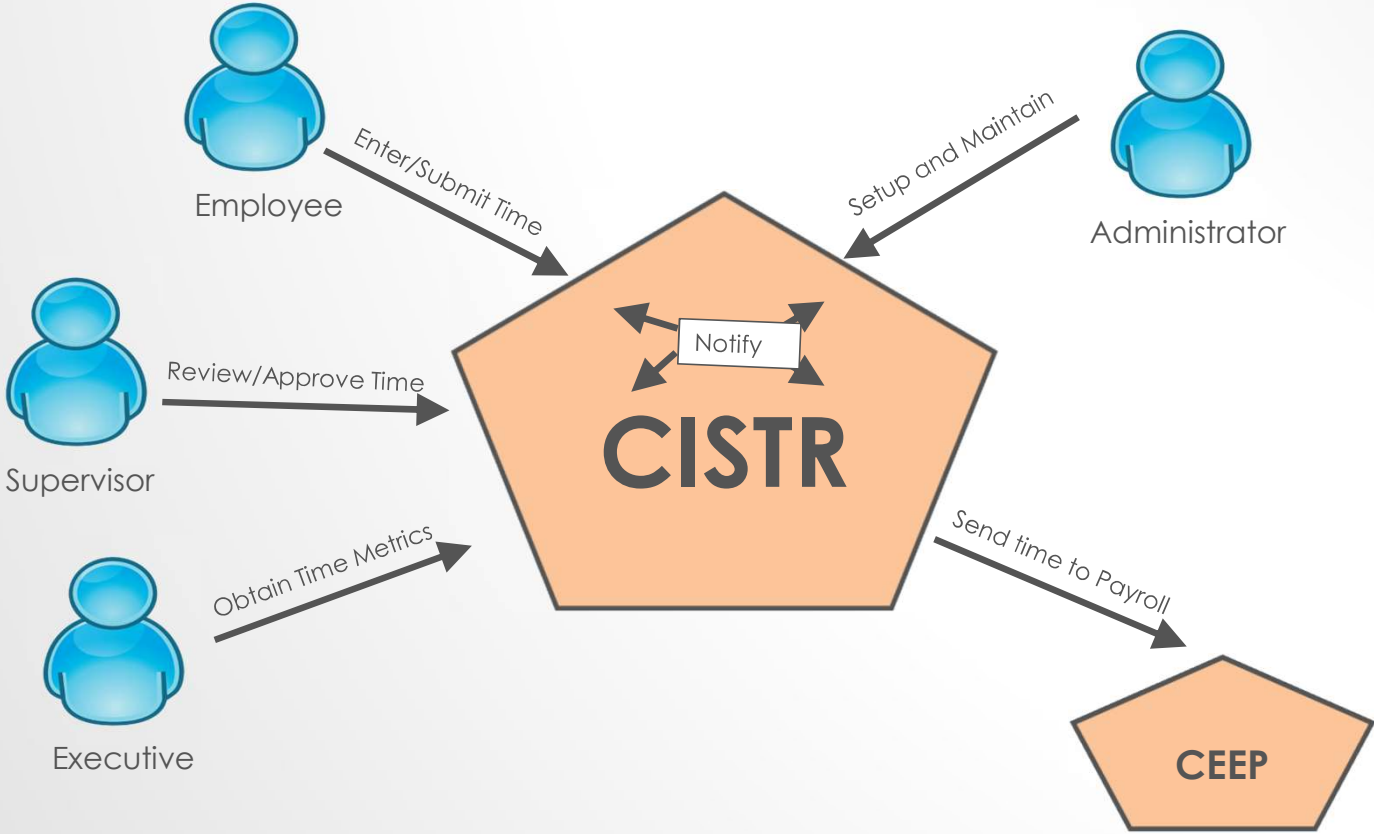 Employee
Enter/Submit Time
Setup and Maintain
Administrator
Supervisor
Review/Approve Time
Notify
CISTR
Executive
Obtain Time Metrics
Send time to Payroll
CEEP